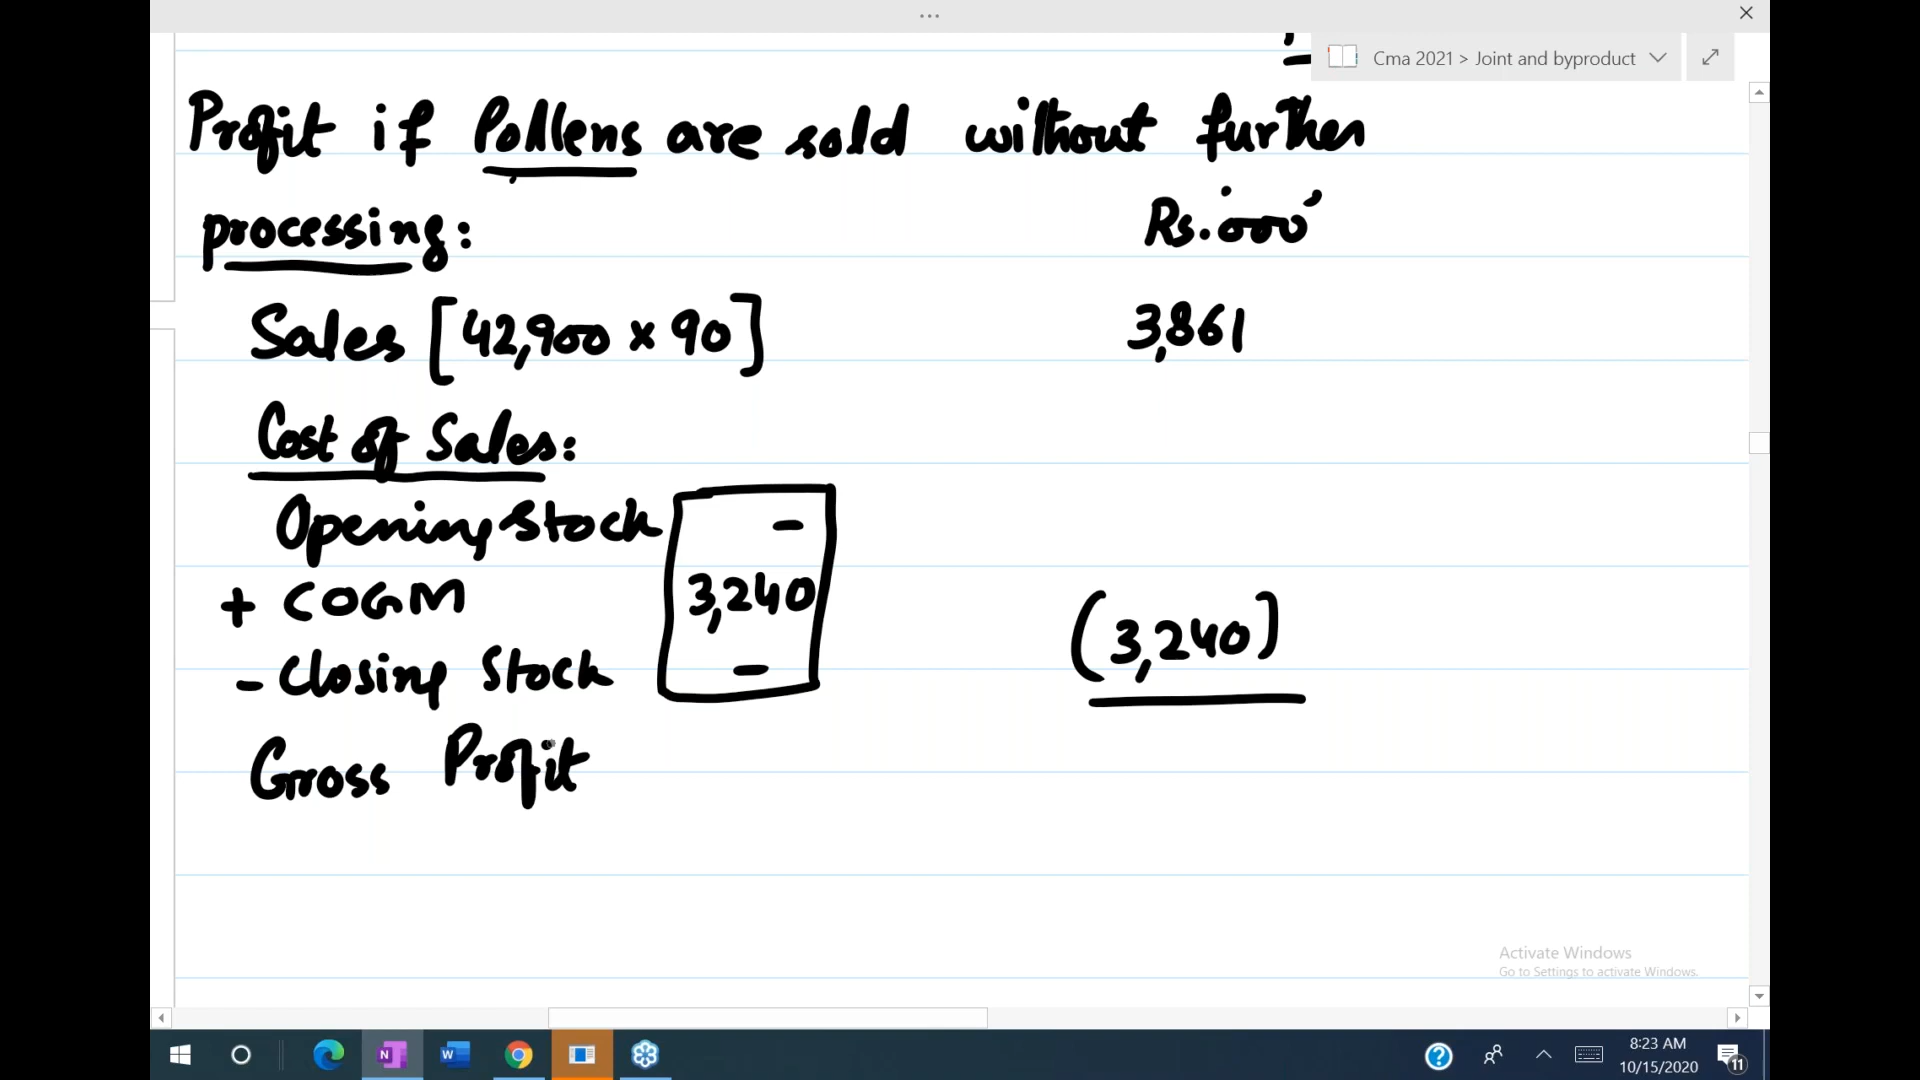 Cma 2021 > Joint and byproduct
Profit if Pollens are sold without further
processing: Rs.'000'
Sales [42,900 x 90] 3,861
Cost of Sales:
Opening Stock -
+ COGM 3,240 (3,240)
- Closing Stock -
Gross Profit
Activate Windows
Go to Settings to activate Windows.
8:23 AM
10/15/2020
11